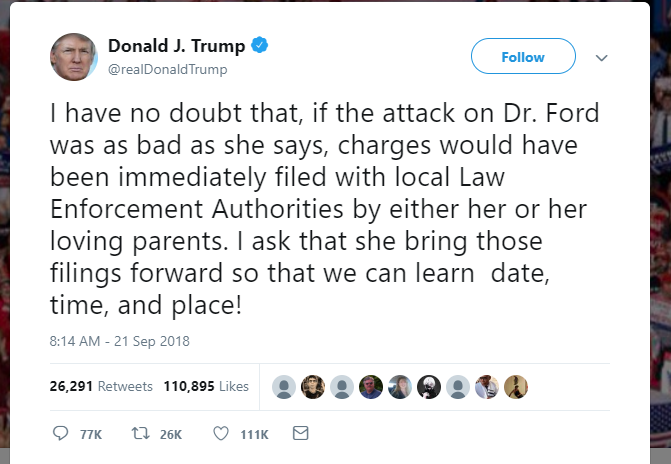 Donald J. Trump
@realDonaldTrump
Follow
I have no doubt that, if the attack on Dr. Ford
was as bad as she says, charges would have
been immediately filed with local Law
Enforcement Authorities by either her or her
loving parents. I ask that she bring those
filings forward so that we can learn  date,
time, and place!
8:14 AM - 21 Sep 2018
26,291 Retweets 110,895 Likes
77K 26K 111K